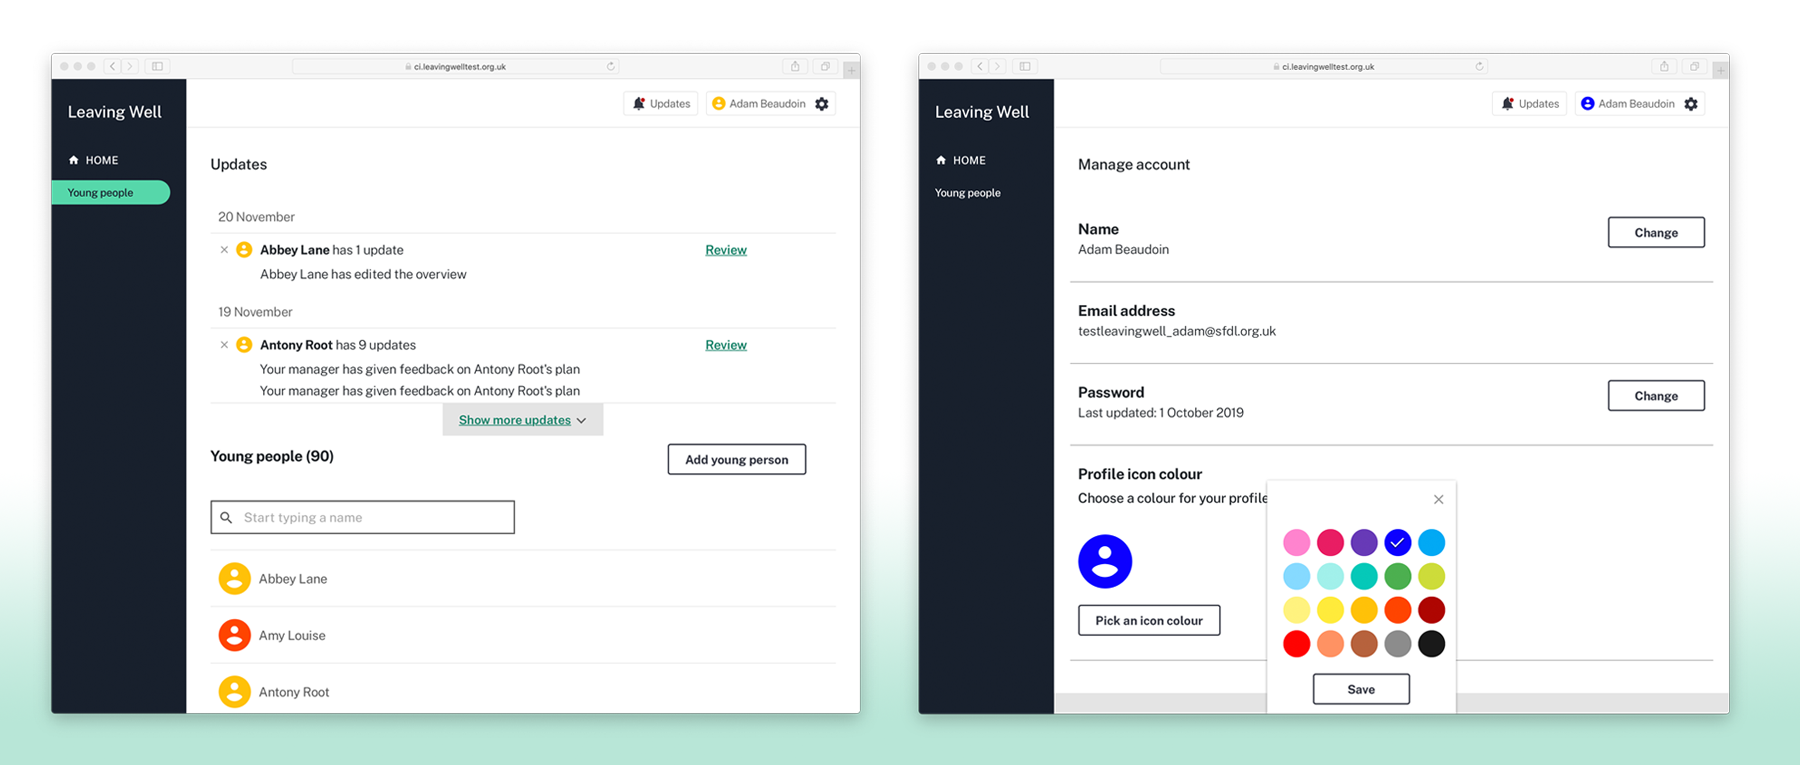 ci.leavingwelltest.org.uk
Leaving Well
Updates
Adam Beaudoin
HOME
Young people
Updates
20 November
Abbey Lane has 1 update
Review
Abbey Lane has edited the overview
19 November
Antony Root has 9 updates
Review
Your manager has given feedback on Antony Root's plan
Your manager has given feedback on Antony Root's plan
Show more updates
Young people (90)
Add young person
Start typing a name
Abbey Lane
Amy Louise
Antony Root
ci.leavingwelltest.org.uk
Leaving Well
Updates
Adam Beaudoin
HOME
Young people
Manage account
Name
Adam Beaudoin
Change
Email address
testleavingwell_adam@sfdl.org.uk
Password
Last updated: 1 October 2019
Change
Profile icon colour
Choose a colour for your profile
Pick an icon colour
Save